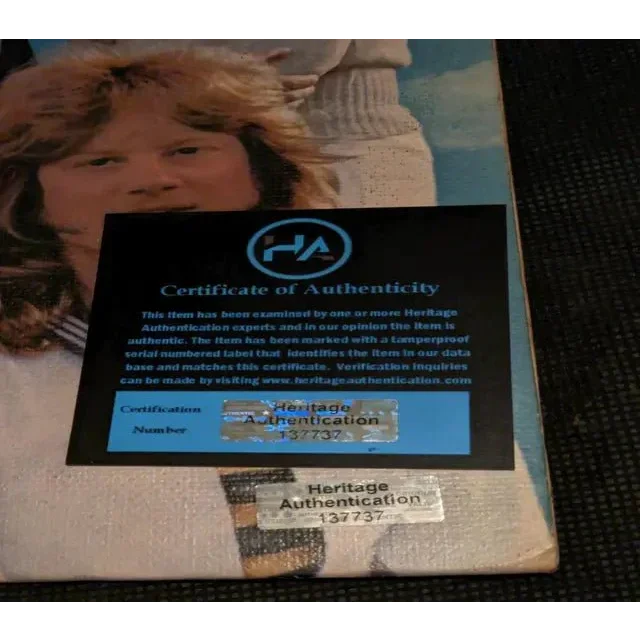 HA
Certificate of Authenticity
This Item has been examined by one or more Heritage
Authentication experts and in our opinion the item is
authentic. The Item has been marked with a tamperproof
serial numbered label that identifies the item in our data
base and matches this certificate. Verification inquiries
can be made by visiting www.heritageauthentication.com
Certification
Number
Heritage
Authentication
137737
Heritage
Authentication
137737